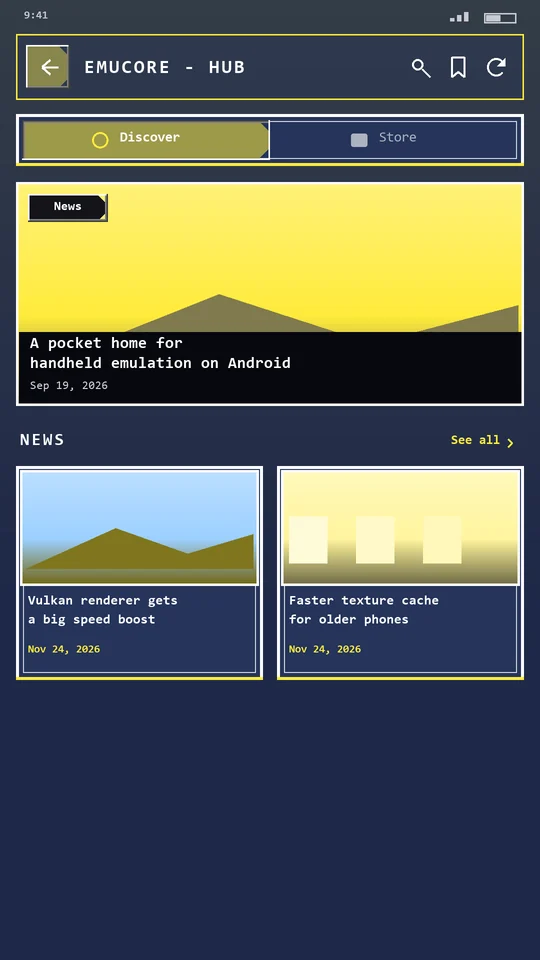 9:41
EMUCORE - HUB
Discover
Store
News
A pocket home for
handheld emulation on Android
Sep 19, 2026
NEWS
See all
Vulkan renderer gets
a big speed boost
Nov 24, 2026
Faster texture cache
for older phones
Nov 24, 2026